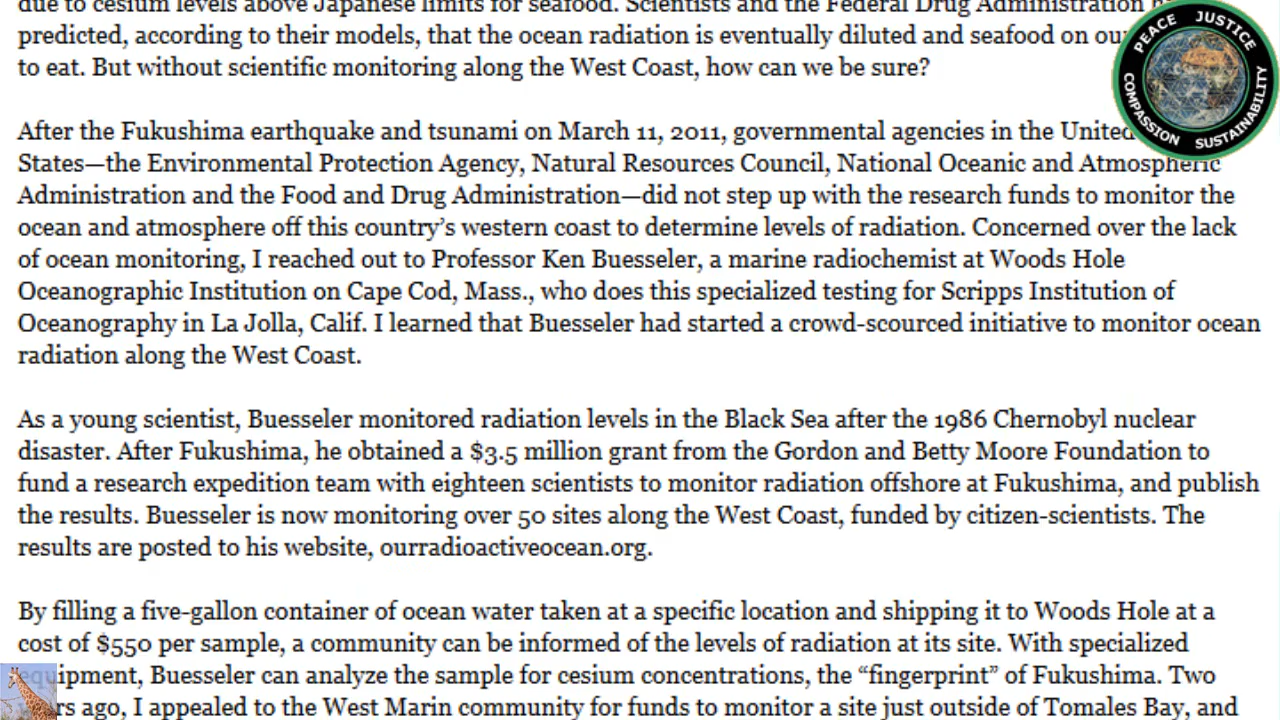 due to cesium levels above Japanese limits for seafood. Scientists and the Federal Drug Administration
predicted, according to their models, that the ocean radiation is eventually diluted and seafood on
to eat. But without scientific monitoring along the West Coast, how can we be sure?
After the Fukushima earthquake and tsunami on March 11, 2011, governmental agencies in the United
States—the Environmental Protection Agency, Natural Resources Council, National Oceanic and Atmospheric
Administration and the Food and Drug Administration—did not step up with the research funds to monitor the
ocean and atmosphere off this country’s western coast to determine levels of radiation. Concerned over the lack
of ocean monitoring, I reached out to Professor Ken Buesseler, a marine radiochemist at Woods Hole
Oceanographic Institution on Cape Cod, Mass., who does this specialized testing for Scripps Institution of
Oceanography in La Jolla, Calif. I learned that Buesseler had started a crowd-scourced initiative to monitor ocean
radiation along the West Coast.
As a young scientist, Buesseler monitored radiation levels in the Black Sea after the 1986 Chernobyl nuclear
disaster. After Fukushima, he obtained a $3.5 million grant from the Gordon and Betty Moore Foundation to
fund a research expedition team with eighteen scientists to monitor radiation offshore at Fukushima, and publish
the results. Buesseler is now monitoring over 50 sites along the West Coast, funded by citizen-scientists. The
results are posted to his website, ourradioactiveocean.org.
By filling a five-gallon container of ocean water taken at a specific location and shipping it to Woods Hole at a
cost of $550 per sample, a community can be informed of the levels of radiation at its site. With specialized
equipment, Buesseler can analyze the sample for cesium concentrations, the “fingerprint” of Fukushima. Two
ago, I appealed to the West Marin community for funds to monitor a site just outside of Tomales Bay, and
PEACE JUSTICE
COMPASSION SUSTAINABILITY